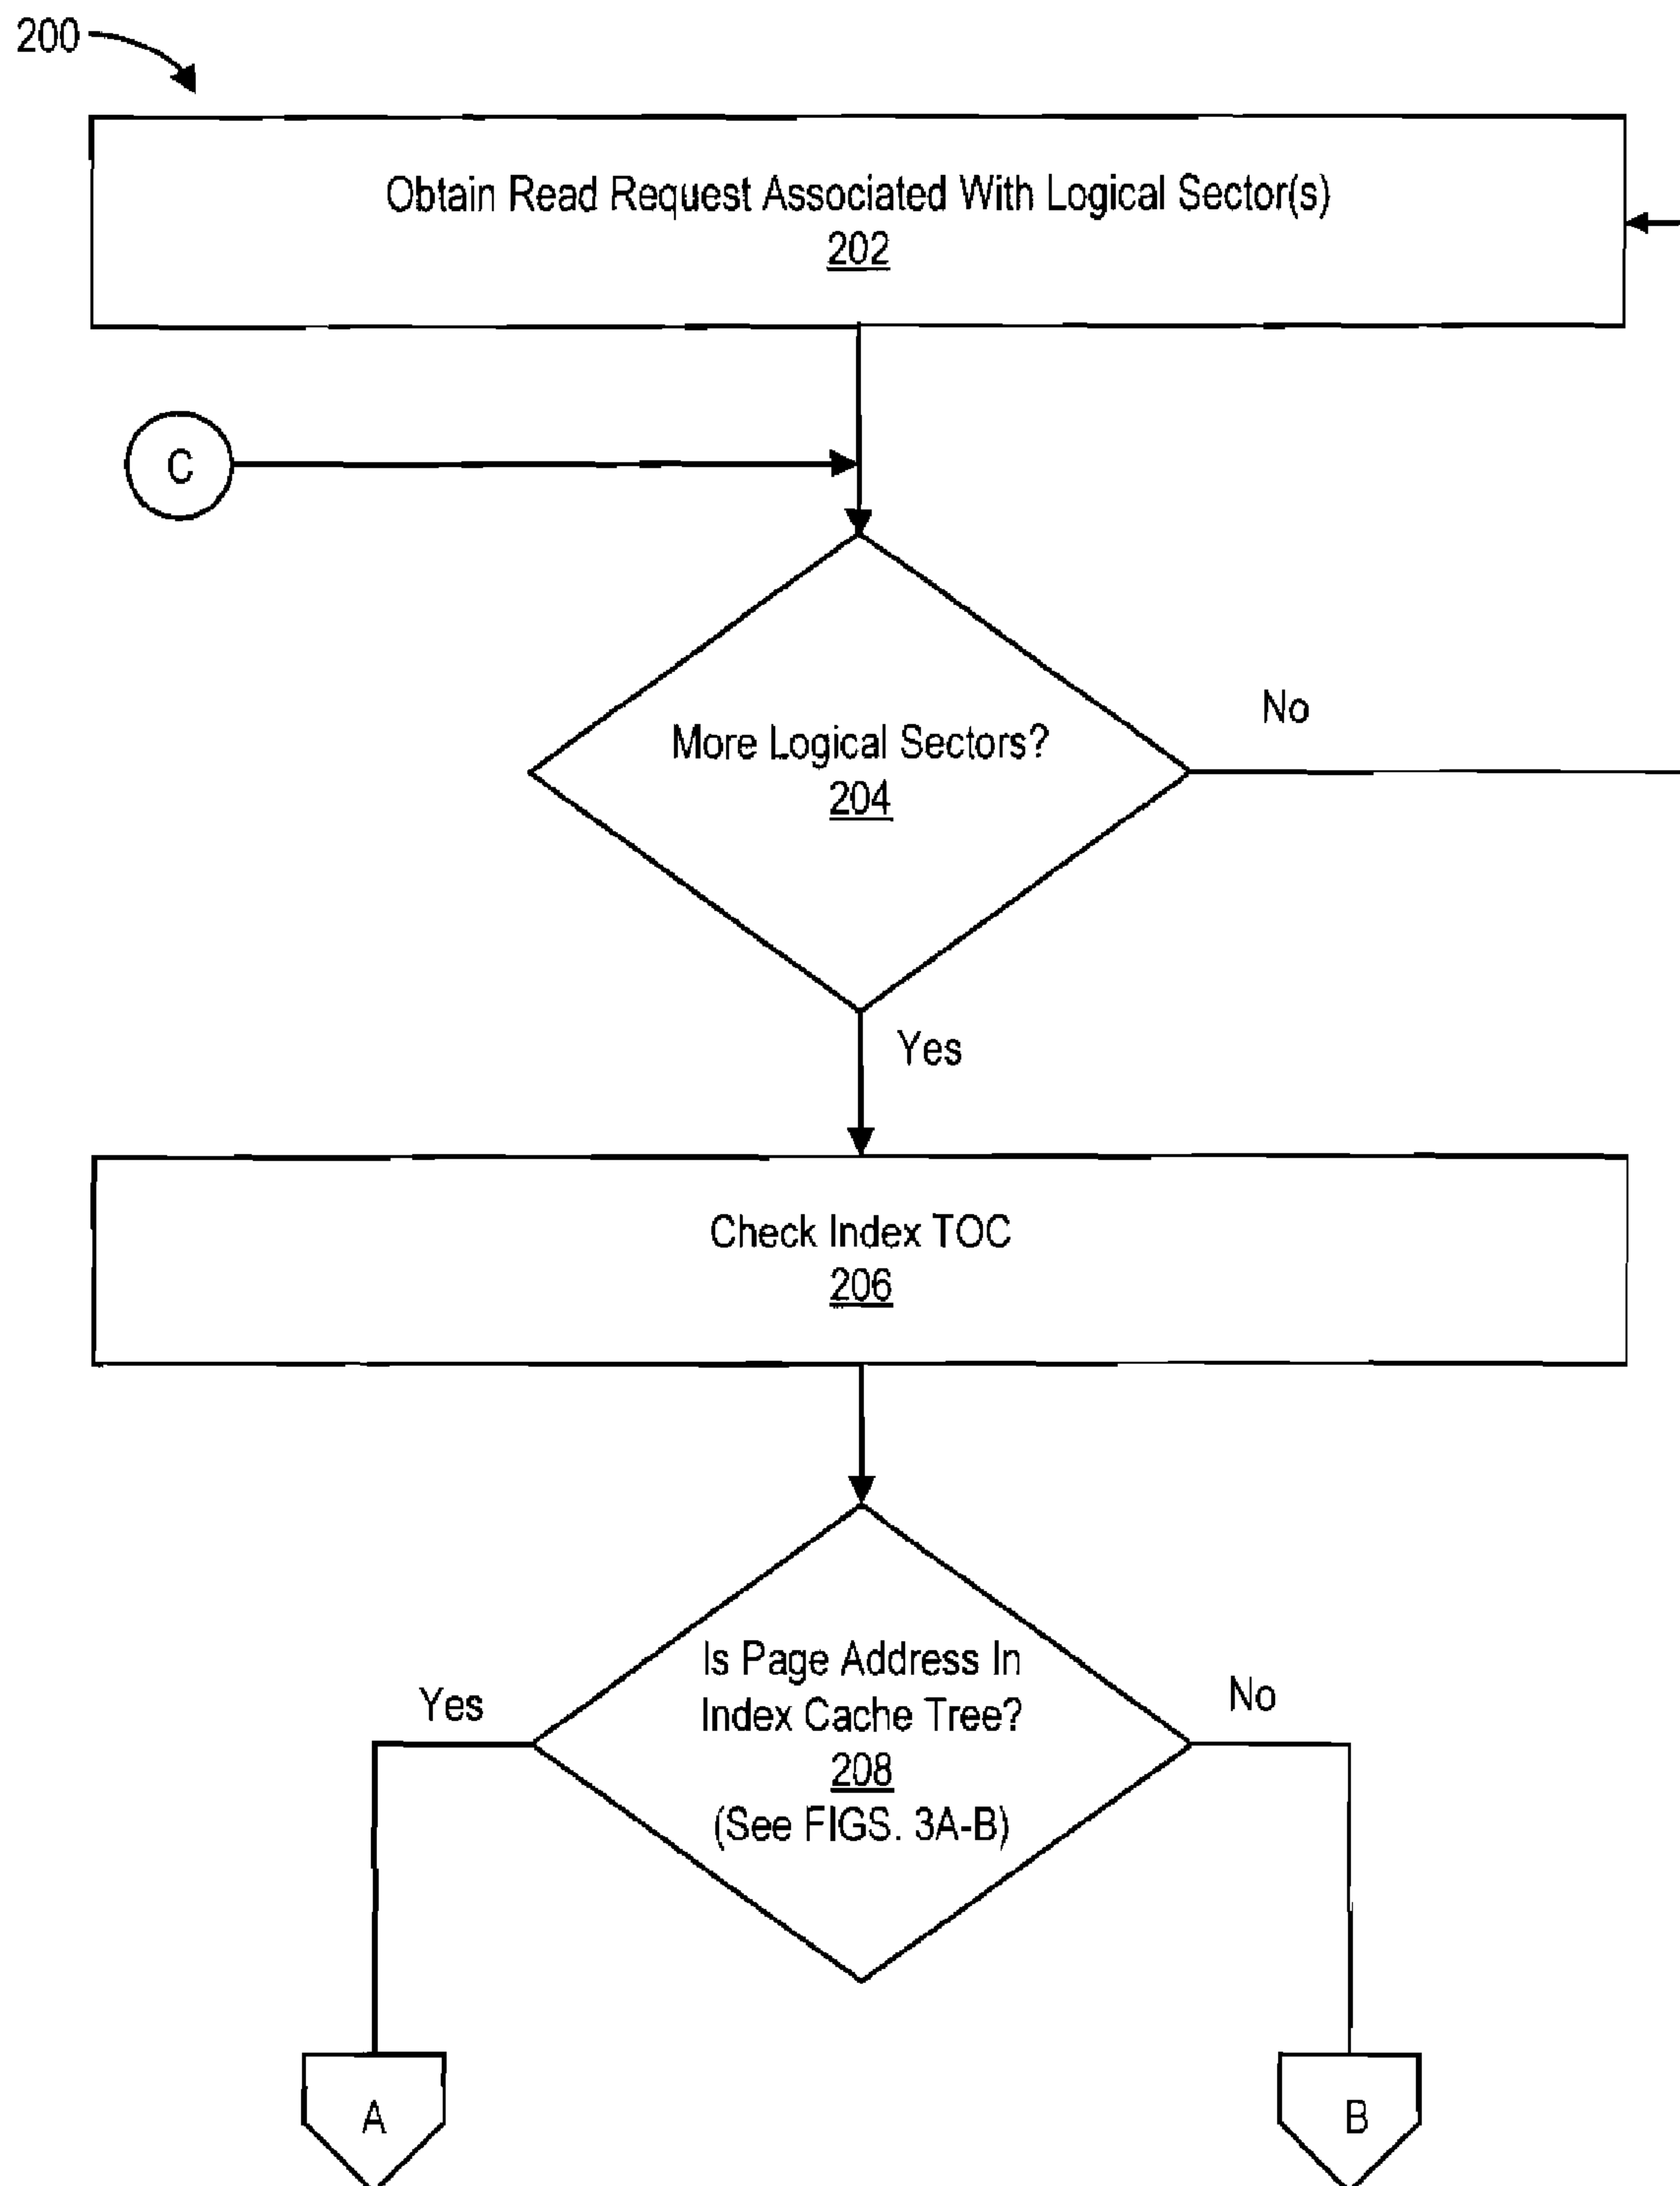 200
Obtain Read Request Associated With Logical Sector(s)
202
C
More Logical Sectors?
204
No
Yes
Check Index TOC
206
Is Page Address In
Index Cache Tree?
208
(See FIGS. 3A-B)
Yes
No
A
B